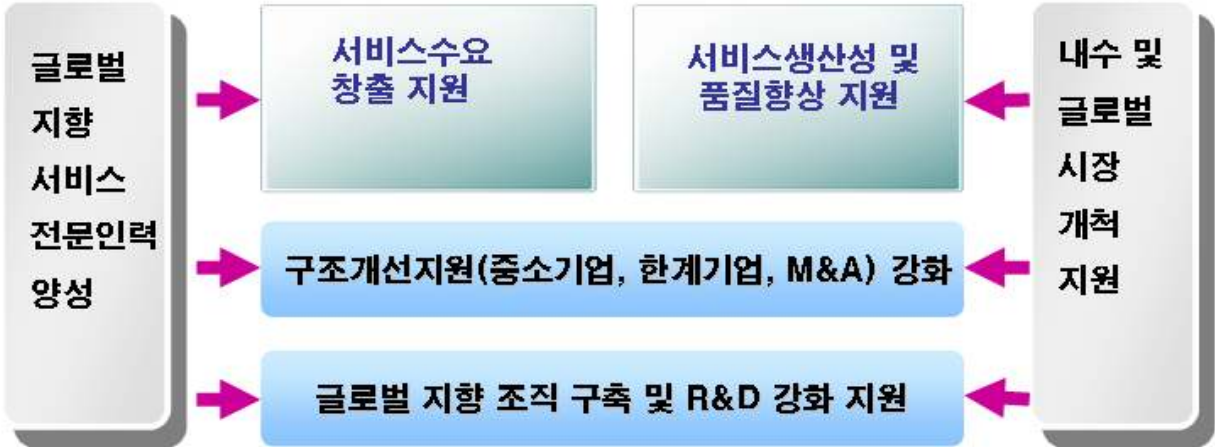 글로벌
지향
서비스
전문인력
양성
서비스수요
창출 지원
서비스생산성 및
품질향상 지원
구조개선지원(중소기업, 한계기업, M&A) 강화
글로벌 지향 조직 구축 및 R&D 강화 지원
내수 및
글로벌
시장
개척
지원